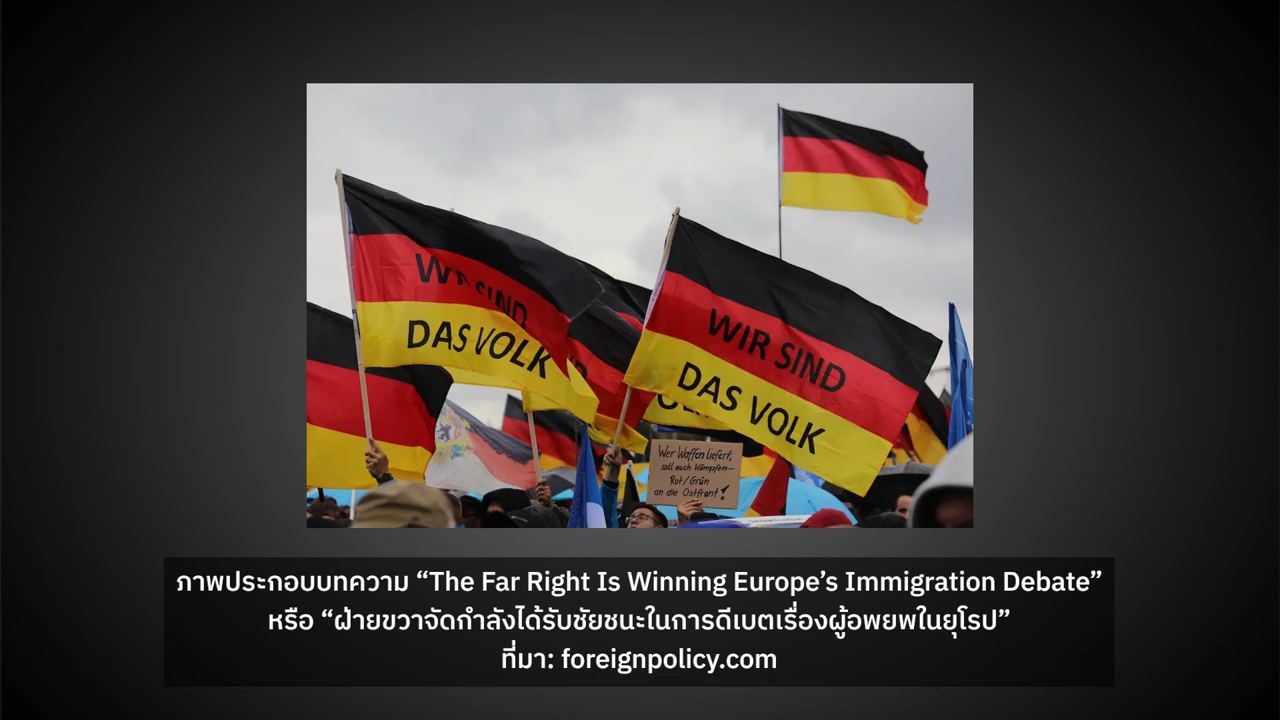 WIR SIND
DAS VOLK
WIR SIND
DAS VOLK
Wer Waffen liefert,
soll auch kämpfen-
Rot/Grün
an die Ostfront!
ภาพประกอบบทความ “The Far Right Is Winning Europe’s Immigration Debate”
หรือ “ฝ่ายขวาจัดกำลังได้รับชัยชนะในการดีเบตเรื่องผู้อพยพในยุโรป”
ที่มา: foreignpolicy.com